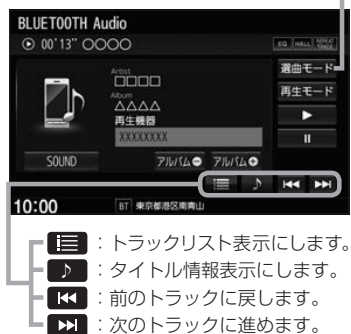 BLUETOOTH Audio
00'13" ○○○○
EQ HALL REPEAT TRACK
選曲モード
Artist
□□□□
再生モード
Album
△△△△
再生機器
XXXXXXXX
SOUND アルバム アルバム
10:00 BT 東京都港区南青山
：トラックリスト表示にします。
：タイトル情報表示にします。
：前のトラックに戻します。
：次のトラックに進めます。